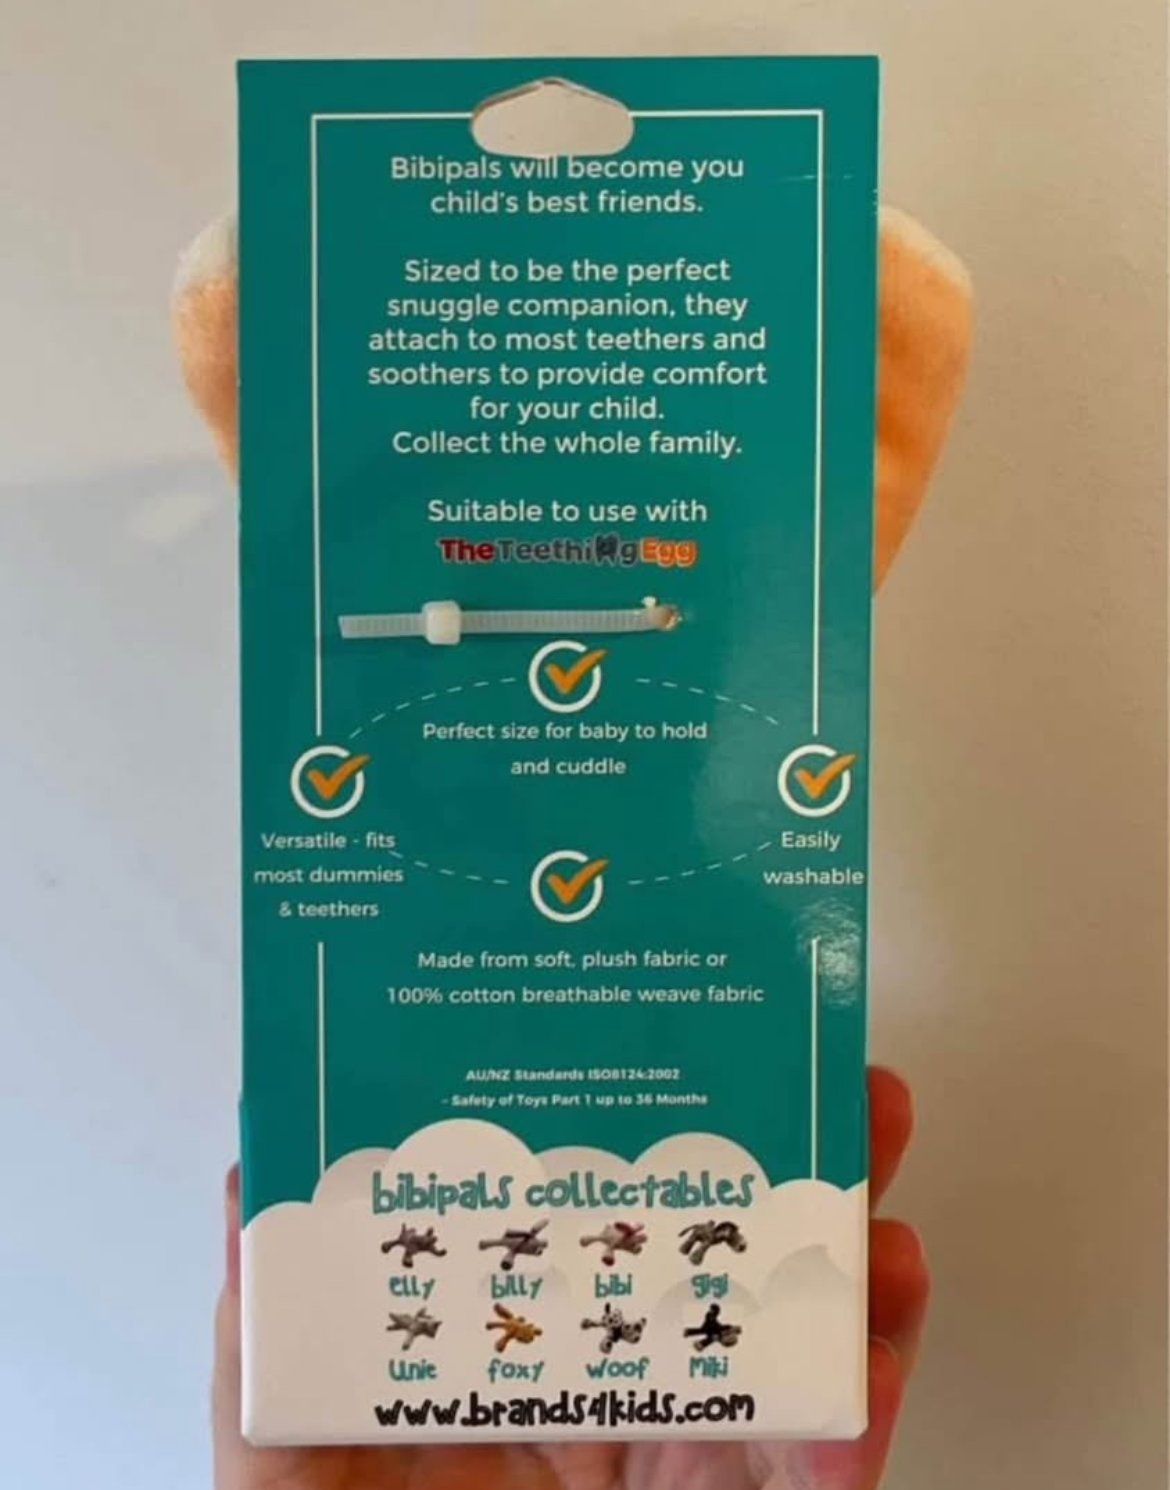 Bibipals will become you
child's best friends.
Sized to be the perfect
snuggle companion, they
attach to most teethers and
soothers to provide comfort
for your child.
Collect the whole family.
Suitable to use with
TheTeethingEgg
Perfect size for baby to hold
and cuddle
Versatile - fits
most dummies
& teethers
Easily
washable
Made from soft, plush fabric or
100% cotton breathable weave fabric
AU/NZ Standards ISO8124:2002
- Safety of Toys Part 1 up to 36 Months
bibipals collectables
elly billy bibi gigi
Unie foxy woof Miki
www.brands4kids.com